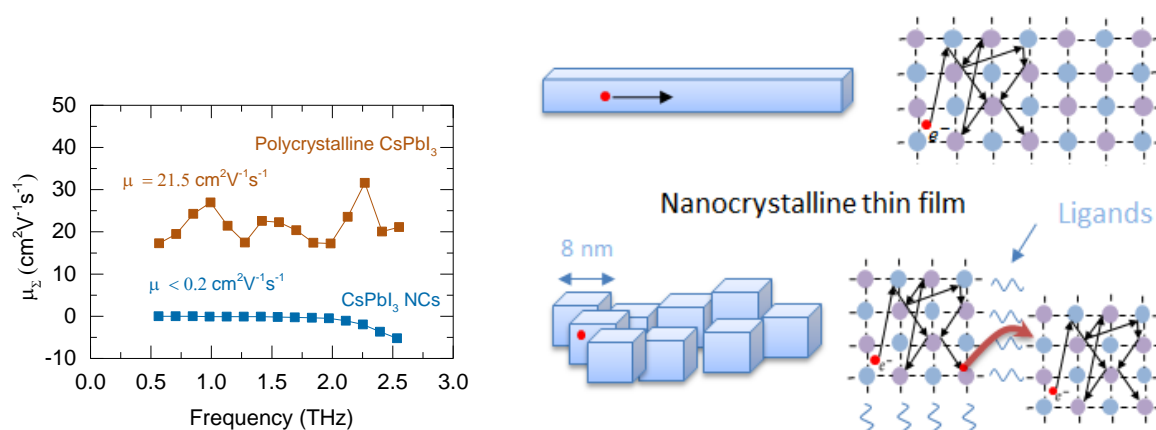 50
40
30
20
10
0
-10
μΣ (cm²V⁻¹s⁻¹)
Polycrystalline CsPbI₃
μ = 21.5 cm²V⁻¹s⁻¹
μ < 0.2 cm²V⁻¹s⁻¹
CsPbI₃ NCs
0.0 0.5 1.0 1.5 2.0 2.5 3.0
Frequency (THz)
e⁻
Nanocrystalline thin film
Ligands
8 nm
e⁻
e⁻